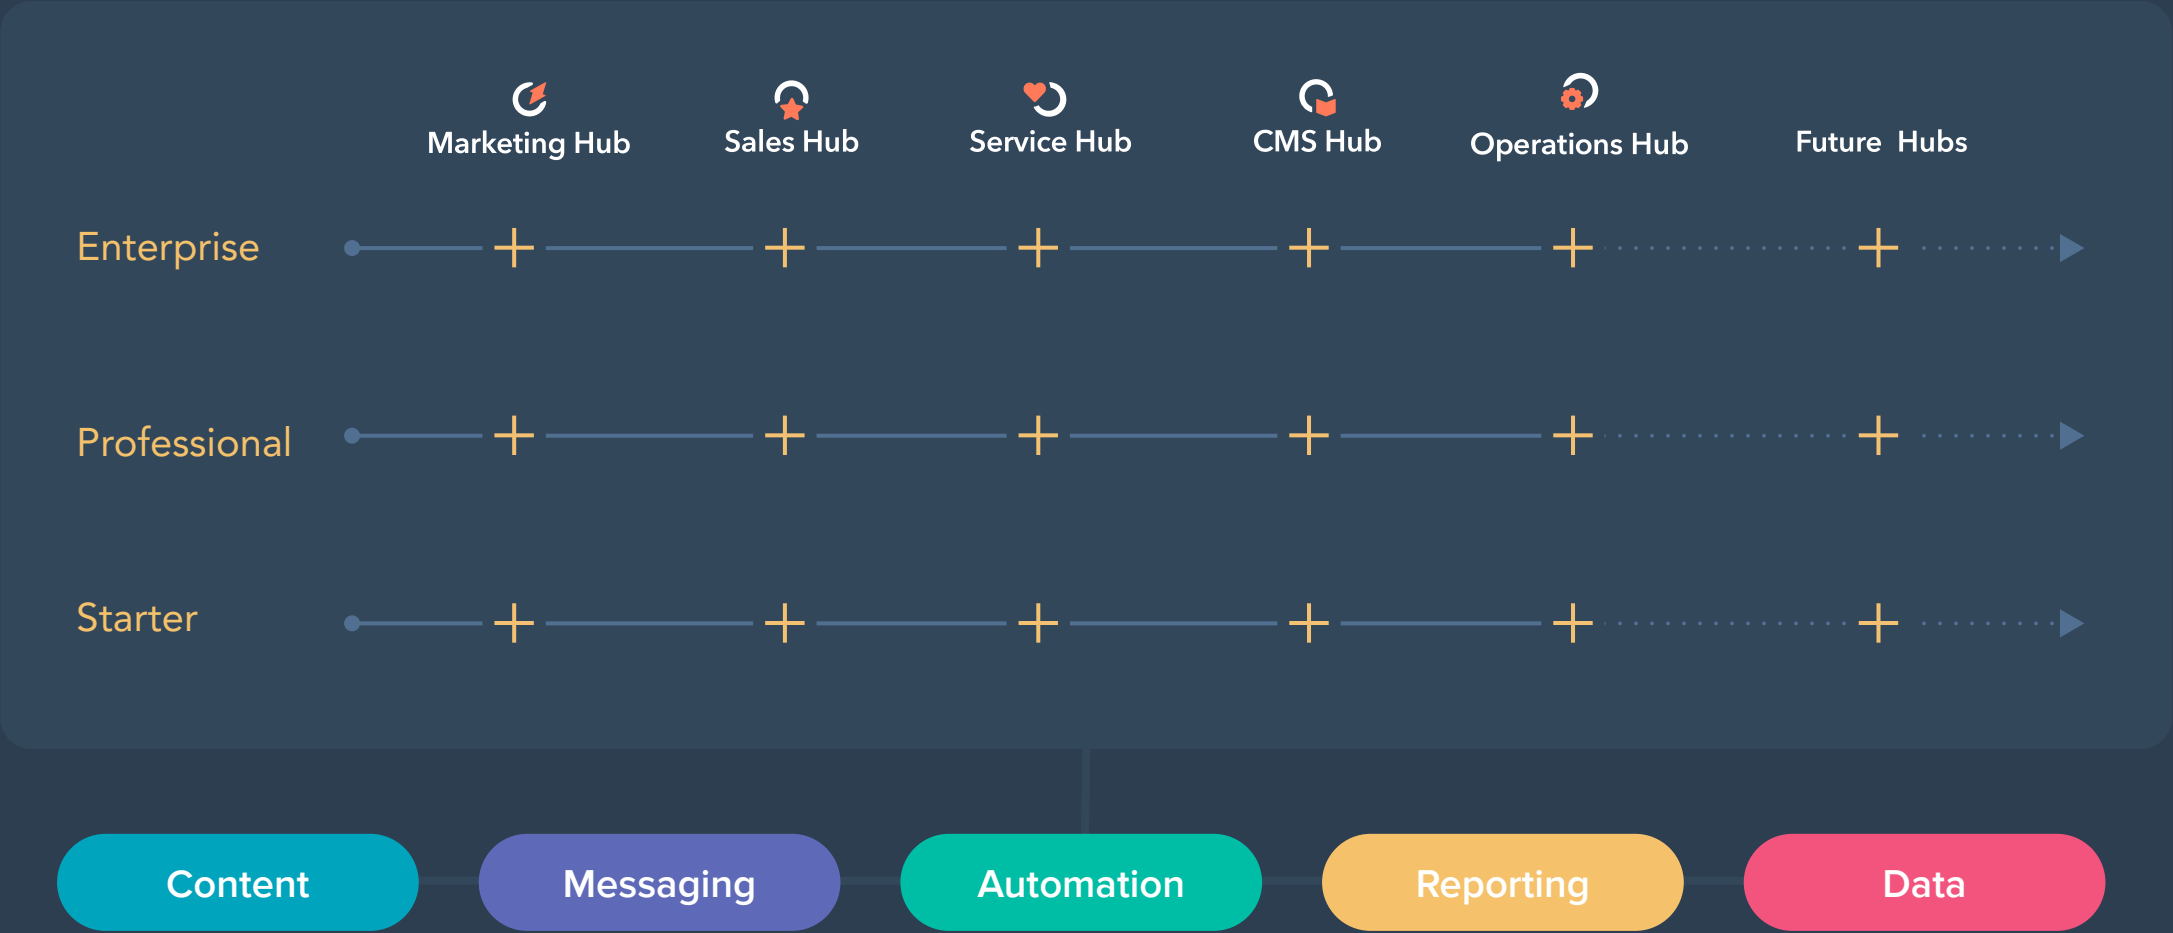 Marketing Hub
Sales Hub
Service Hub
CMS Hub
Operations Hub
Future Hubs
Enterprise
Professional
Starter
Content
Messaging
Automation
Reporting
Data